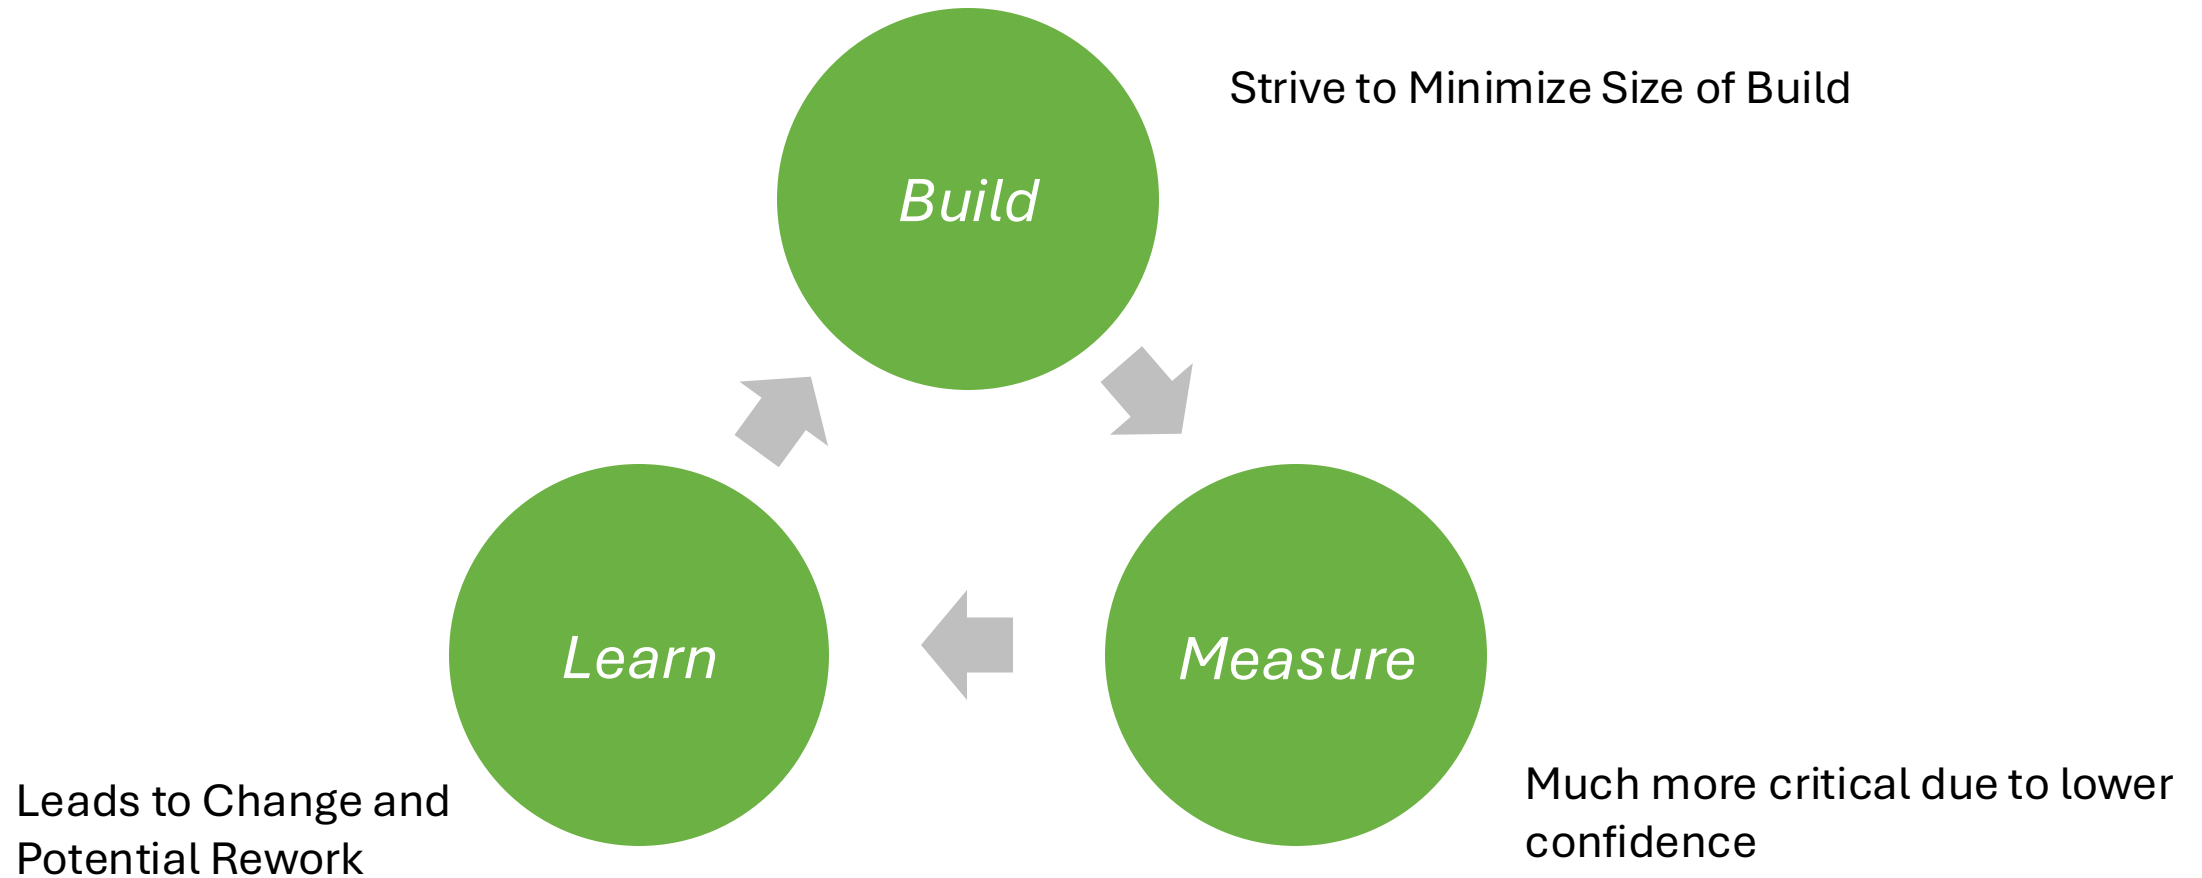 Build
Strive to Minimize Size of Build
Learn
Measure
Leads to Change and
Potential Rework
Much more critical due to lower
confidence